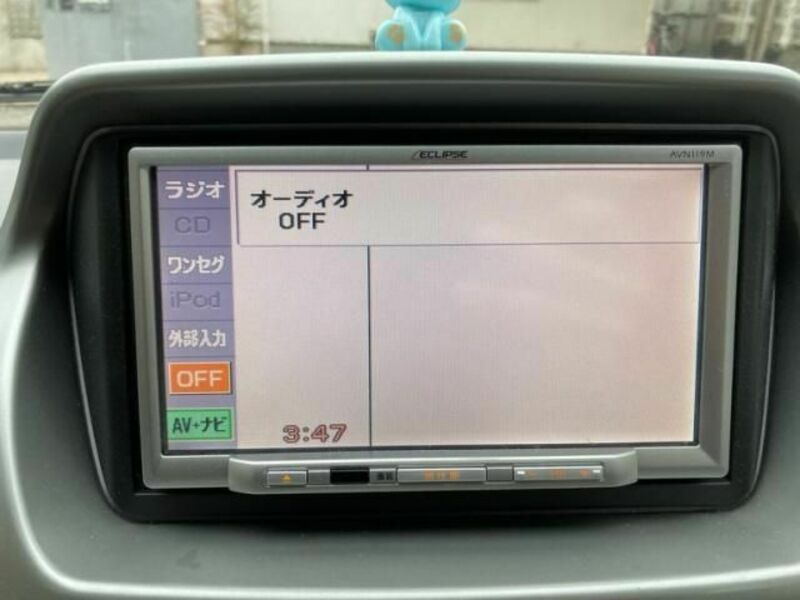 ECLIPSE
AVN119M
ラジオ
CD
ワンセグ
iPod
外部入力
OFF
AV+ナビ
オーディオ
OFF
3:47